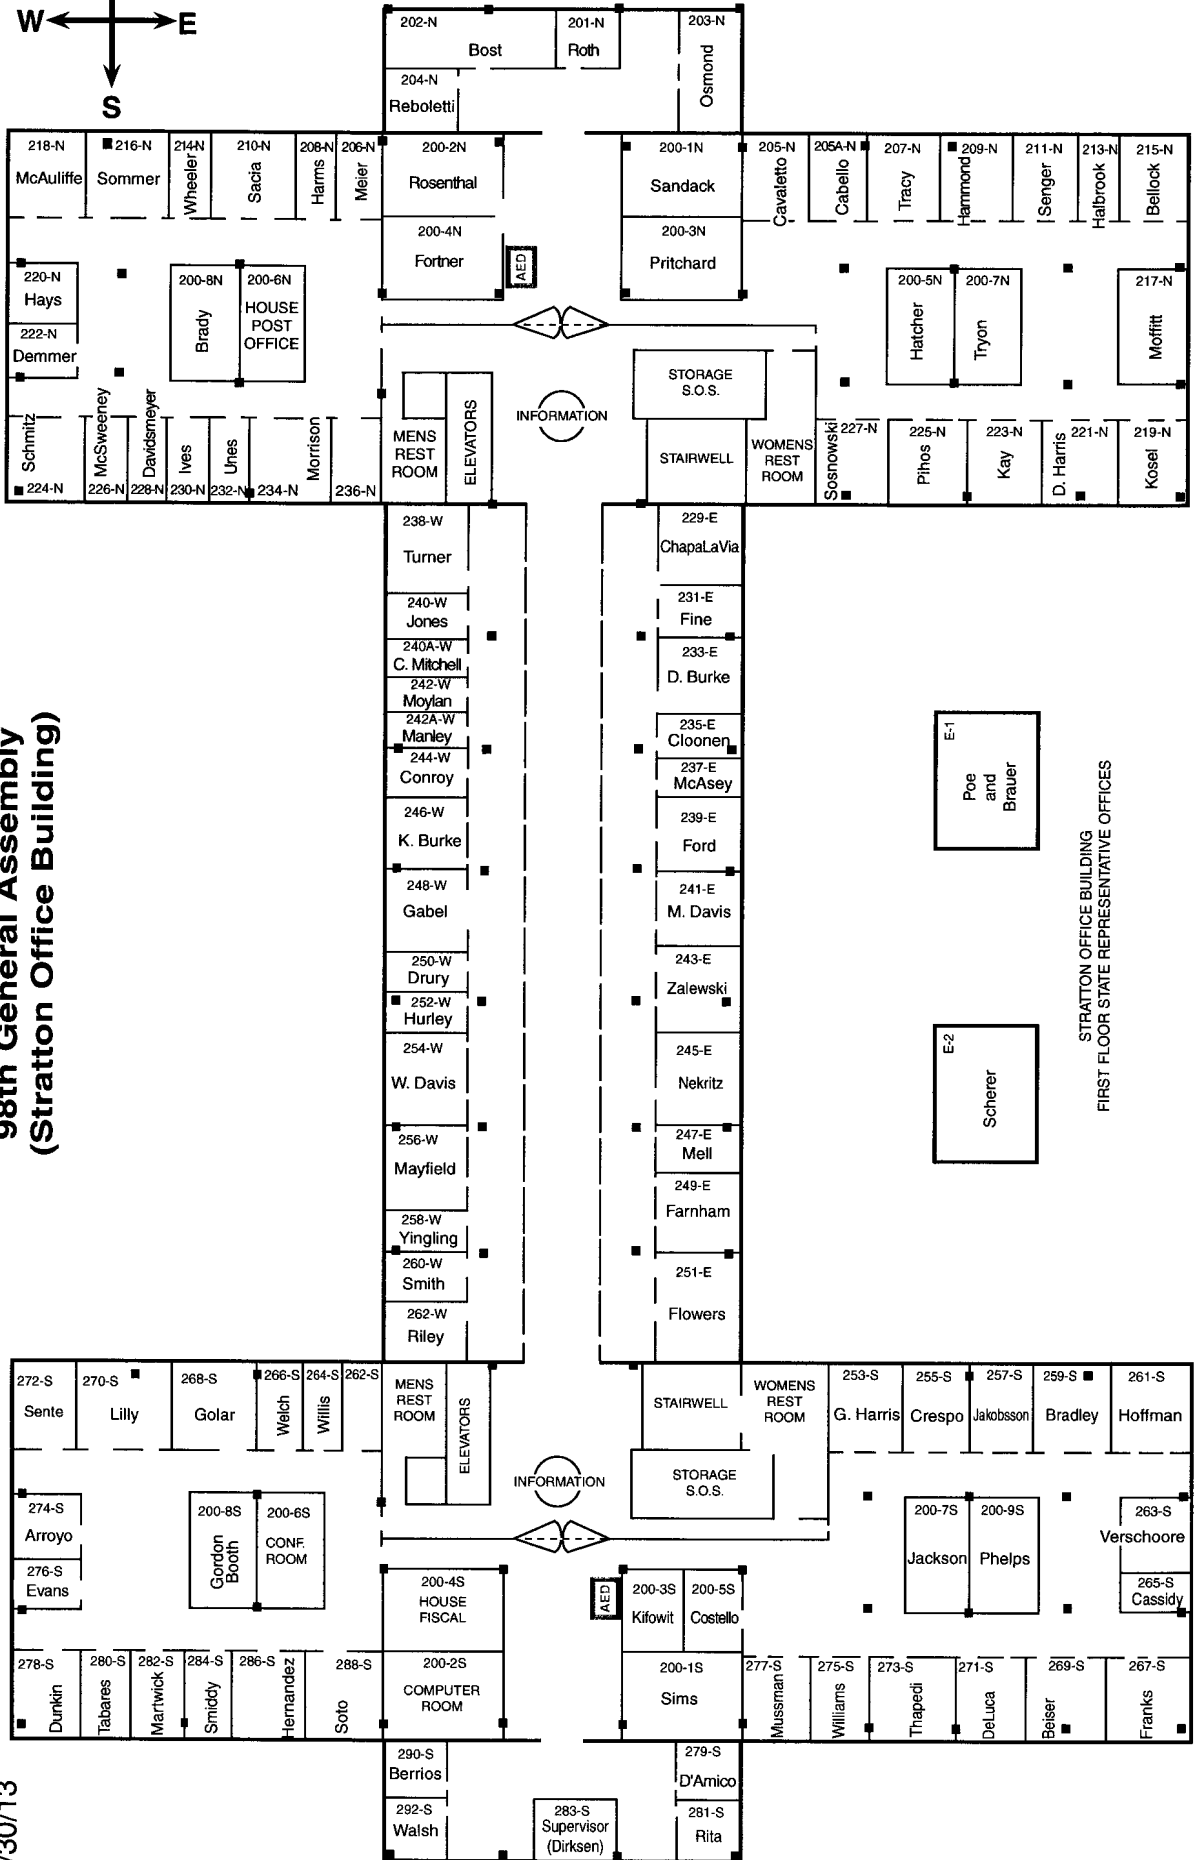 W E
S
202-N
Bost
201-N
Roth
203-N
Osmond
204-N
Reboletti
218-N
McAuliffe
216-N
Sommer
214-N
Wheeler
210-N
Sacia
208-N
Harms
206-N
Meier
200-2N
Rosenthal
200-1N
Sandack
205-N
Cavaletto
205A-N
Cabello
207-N
Tracy
209-N
Hammond
211-N
Senger
213-N
Halbrook
215-N
Bellock
200-4N
Fortner
AED
200-3N
Pritchard
220-N
Hays
222-N
Demmer
200-8N
Brady
200-6N
HOUSE
POST
OFFICE
200-5N
Hatcher
200-7N
Tryon
217-N
Moffitt
STORAGE
S.O.S.
INFORMATION
MENS
REST
ROOM
ELEVATORS
STAIRWELL
WOMENS
REST
ROOM
Schmitz
224-N
McSweeney
226-N
Davidsmeyer
228-N
Ives
230-N
Unes
232-N
234-N
Morrison
236-N
227-N
Sosnowski
225-N
Pihos
223-N
Kay
221-N
D. Harris
219-N
Kosel
238-W
Turner
240-W
Jones
240A-W
C. Mitchell
242-W
Moylan
242A-W
Manley
244-W
Conroy
246-W
K. Burke
248-W
Gabel
250-W
Drury
252-W
Hurley
254-W
W. Davis
256-W
Mayfield
258-W
Yingling
260-W
Smith
262-W
Riley
229-E
ChapaLaVia
231-E
Fine
233-E
D. Burke
235-E
Cloonen
237-E
McAsey
239-E
Ford
241-E
M. Davis
243-E
Zalewski
245-E
Nekritz
247-E
Mell
249-E
Farnham
251-E
Flowers
98th General Assembly
(Stratton Office Building)
E-1
Poe
and
Brauer
E-2
Scherer
STRATTON OFFICE BUILDING
FIRST FLOOR STATE REPRESENTATIVE OFFICES
272-S
Sente
270-S
Lilly
268-S
Golar
266-S
Welch
264-S
Willis
262-S
MENS
REST
ROOM
ELEVATORS
STAIRWELL
WOMENS
REST
ROOM
253-S
G. Harris
255-S
Crespo
257-S
Jakobsson
259-S
Bradley
261-S
Hoffman
INFORMATION
STORAGE
S.O.S.
274-S
Arroyo
276-S
Evans
200-8S
Gordon
Booth
200-6S
CONF.
ROOM
200-7S
Jackson
200-9S
Phelps
263-S
Verschoore
265-S
Cassidy
200-4S
HOUSE
FISCAL
AED
200-3S
Kifowit
200-5S
Costello
278-S
Dunkin
280-S
Tabares
282-S
Martwick
284-S
Smiddy
286-S
Hernandez
288-S
Soto
200-2S
COMPUTER
ROOM
200-1S
Sims
277-S
Mussman
275-S
Williams
273-S
Thapedi
271-S
DeLuca
269-S
Beiser
267-S
Franks
290-S
Berrios
292-S
Walsh
283-S
Supervisor
(Dirksen)
279-S
D'Amico
281-S
Rita
/30/13